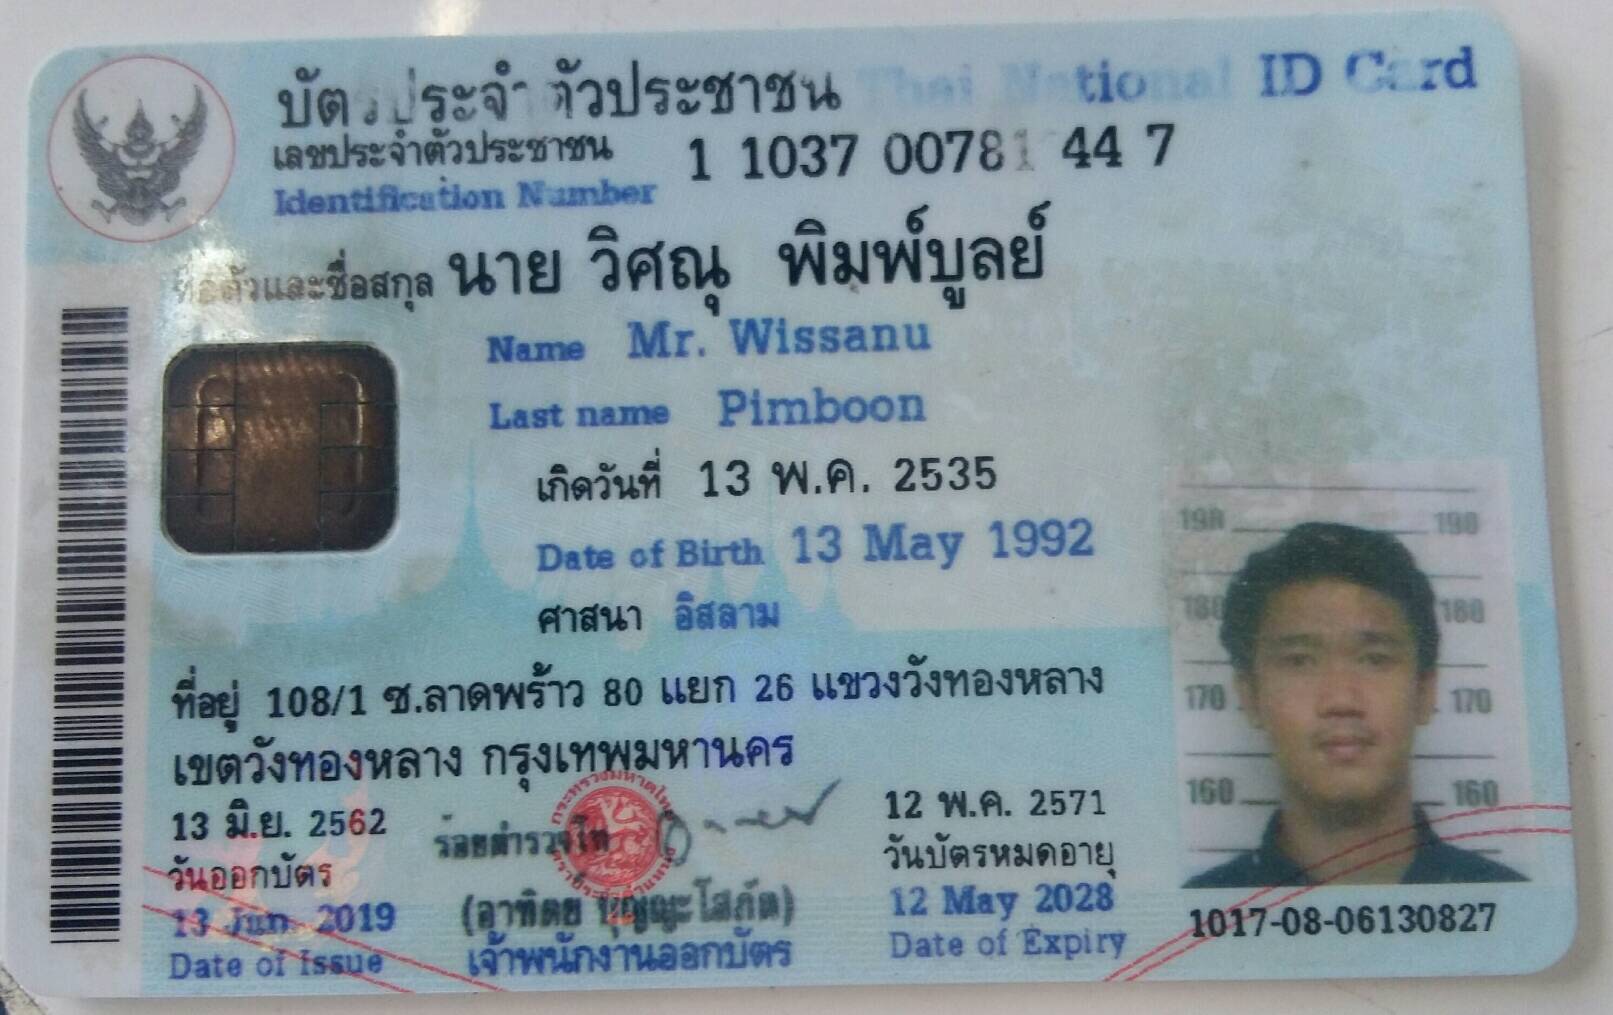 บัตรประจำตัวประชาชน Thai National ID Card
เลขประจำตัวประชาชน 1 1037 00781 44 7
Identification Number
ชื่อตัวและชื่อสกุล นาย วิศณุ พิมพ์บูลย์
Name Mr. Wissanu
Last name Pimboon
เกิดวันที่ 13 พ.ค. 2535
Date of Birth 13 May 1992
ศาสนา อิสลาม
ที่อยู่ 108/1 ซ.ลาดพร้าว 80 แยก 26 แขวงวังทองหลาง
เขตวังทองหลาง กรุงเทพมหานคร
13 มิ.ย. 2562
วันออกบัตร
13 Jun. 2019
Date of Issue
ร้อยตำรวจโท
(อาทิตย์ บุญญะโสภัต)
เจ้าพนักงานออกบัตร
12 พ.ค. 2571
วันบัตรหมดอายุ
12 May 2028
Date of Expiry
190 190
180 180
170 170
160 160
1017-08-06130827